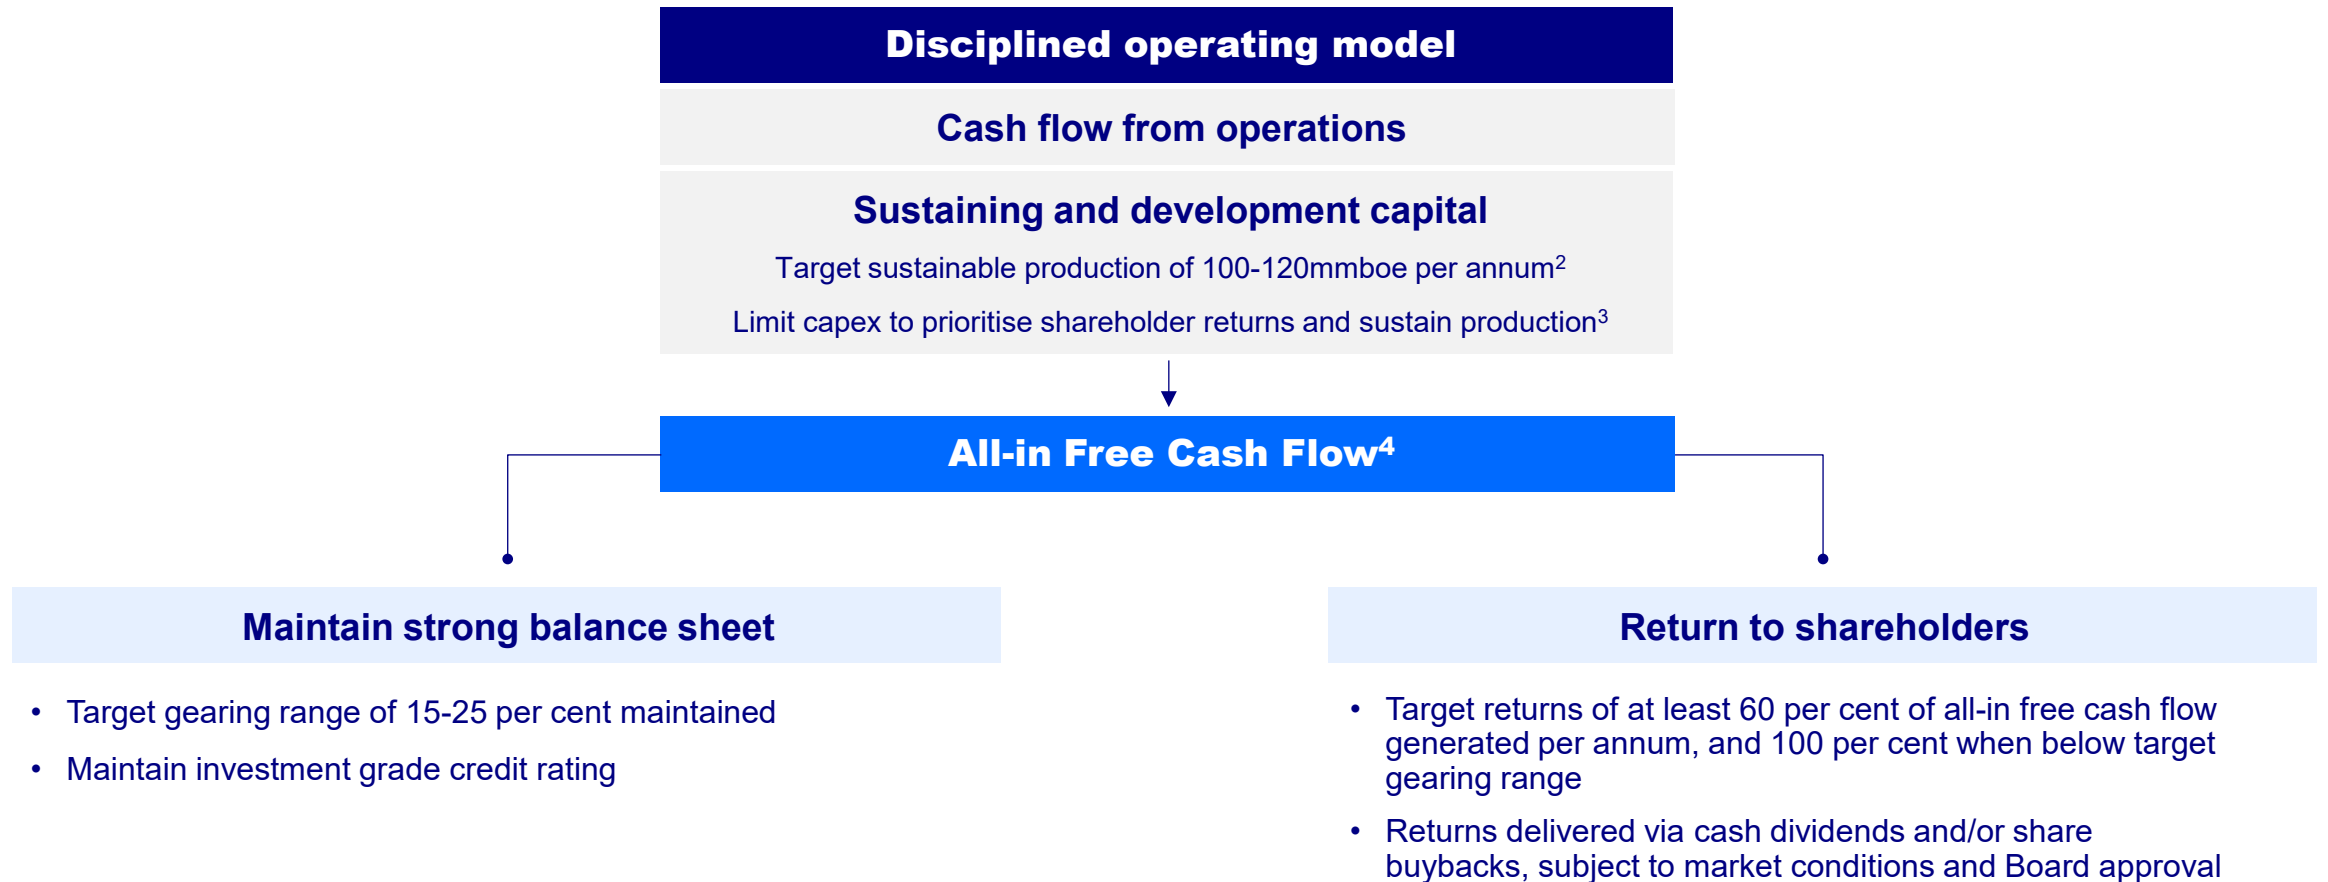 Disciplined operating model
Cash flow from operations
Sustaining and development capital
Target sustainable production of 100-120mmboe per annum²
Limit capex to prioritise shareholder returns and sustain production³
All-in Free Cash Flow⁴
Maintain strong balance sheet
• Target gearing range of 15-25 per cent maintained
• Maintain investment grade credit rating
Return to shareholders
• Target returns of at least 60 per cent of all-in free cash flow
generated per annum, and 100 per cent when below target
gearing range
• Returns delivered via cash dividends and/or share
buybacks, subject to market conditions and Board approval